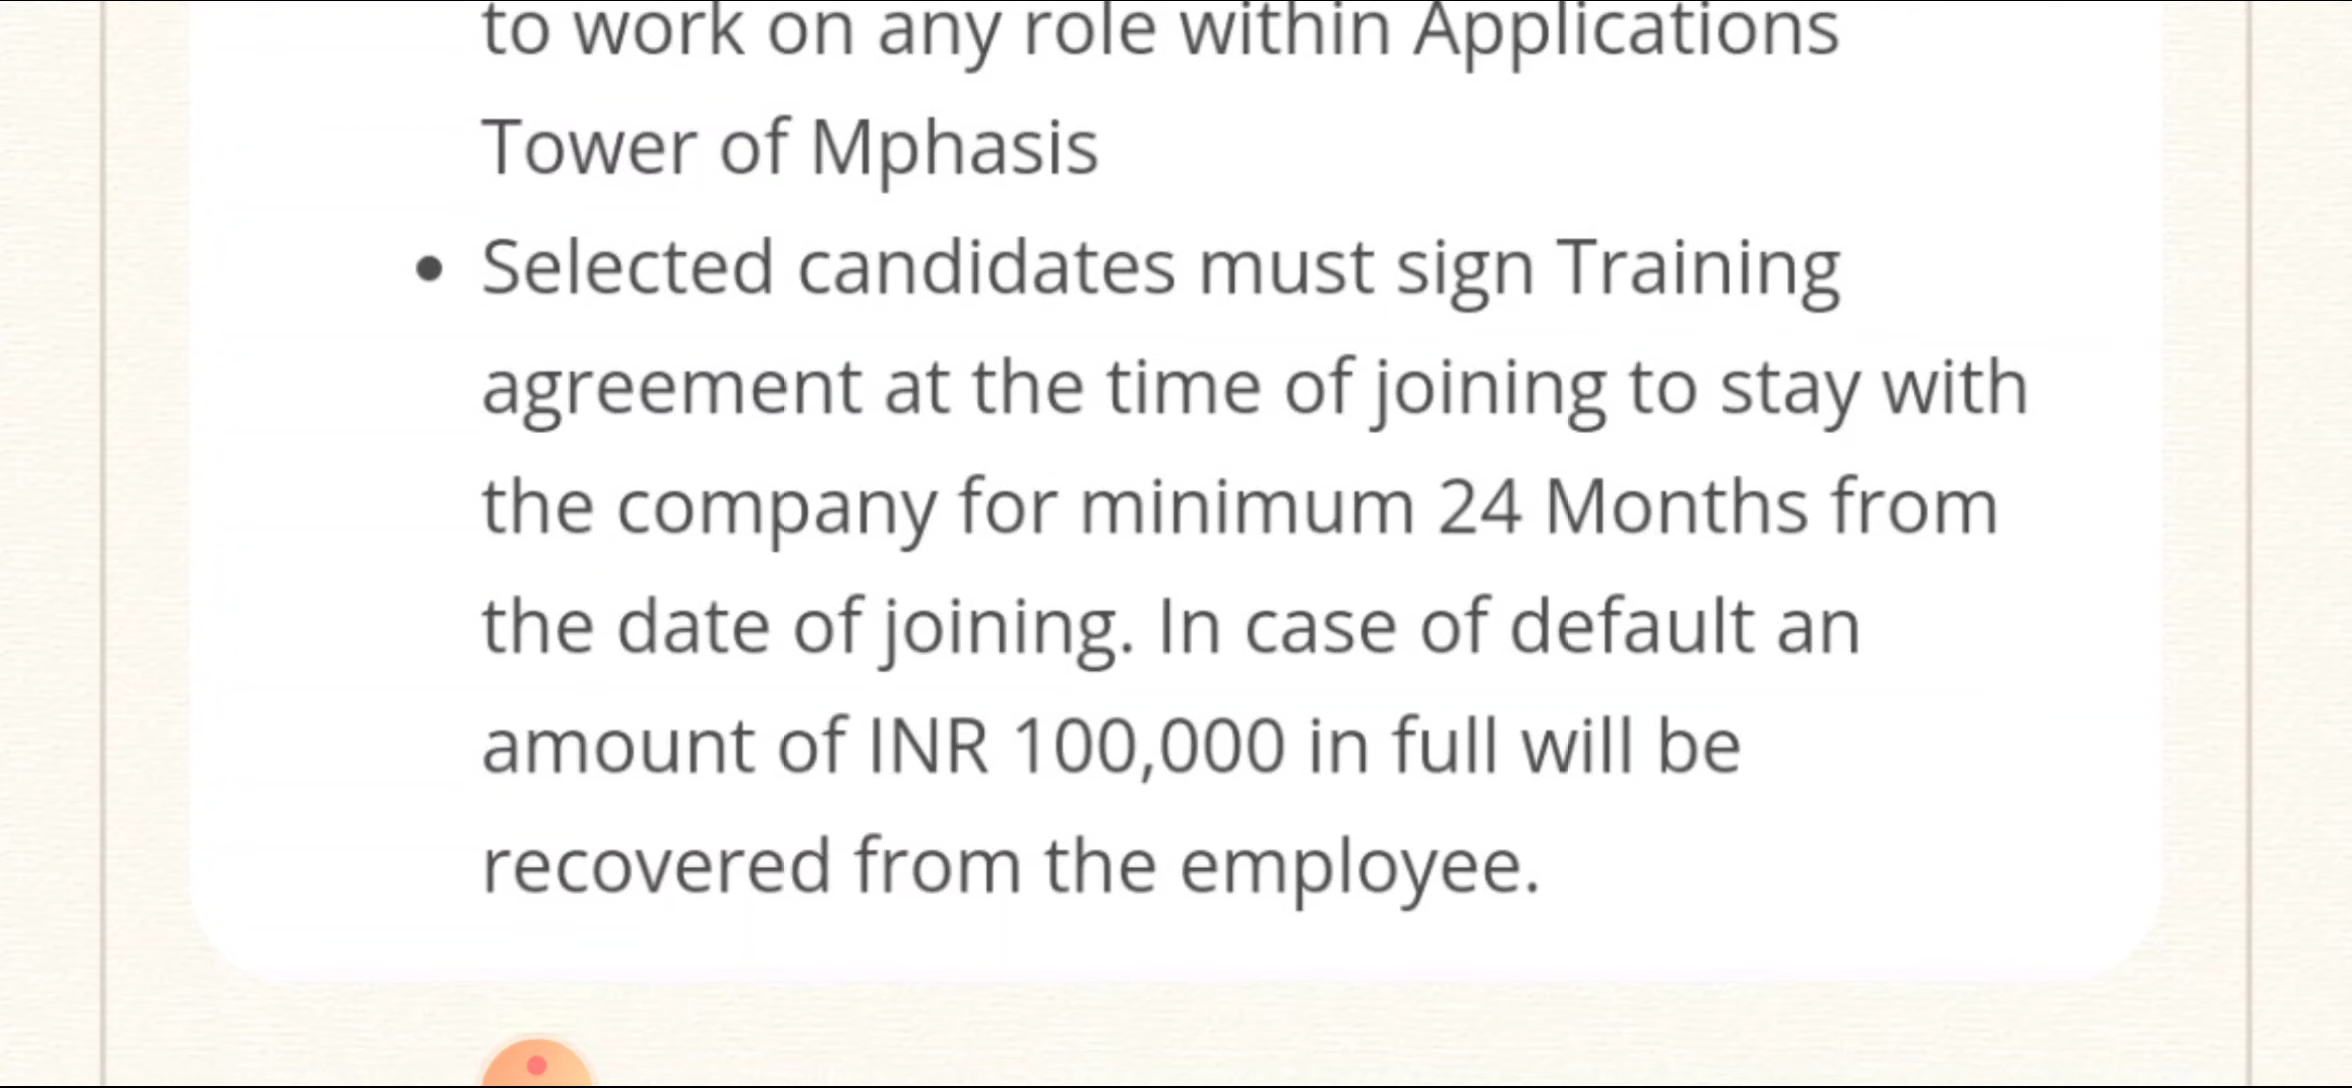 to work on any role within Applications
Tower of Mphasis
• Selected candidates must sign Training
agreement at the time of joining to stay with
the company for minimum 24 Months from
the date of joining. In case of default an
amount of INR 100,000 in full will be
recovered from the employee.